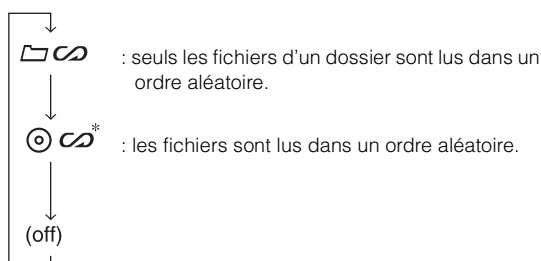 : seuls les fichiers d'un dossier sont lus dans un
ordre aléatoire.
* : les fichiers sont lus dans un ordre aléatoire.
(off)